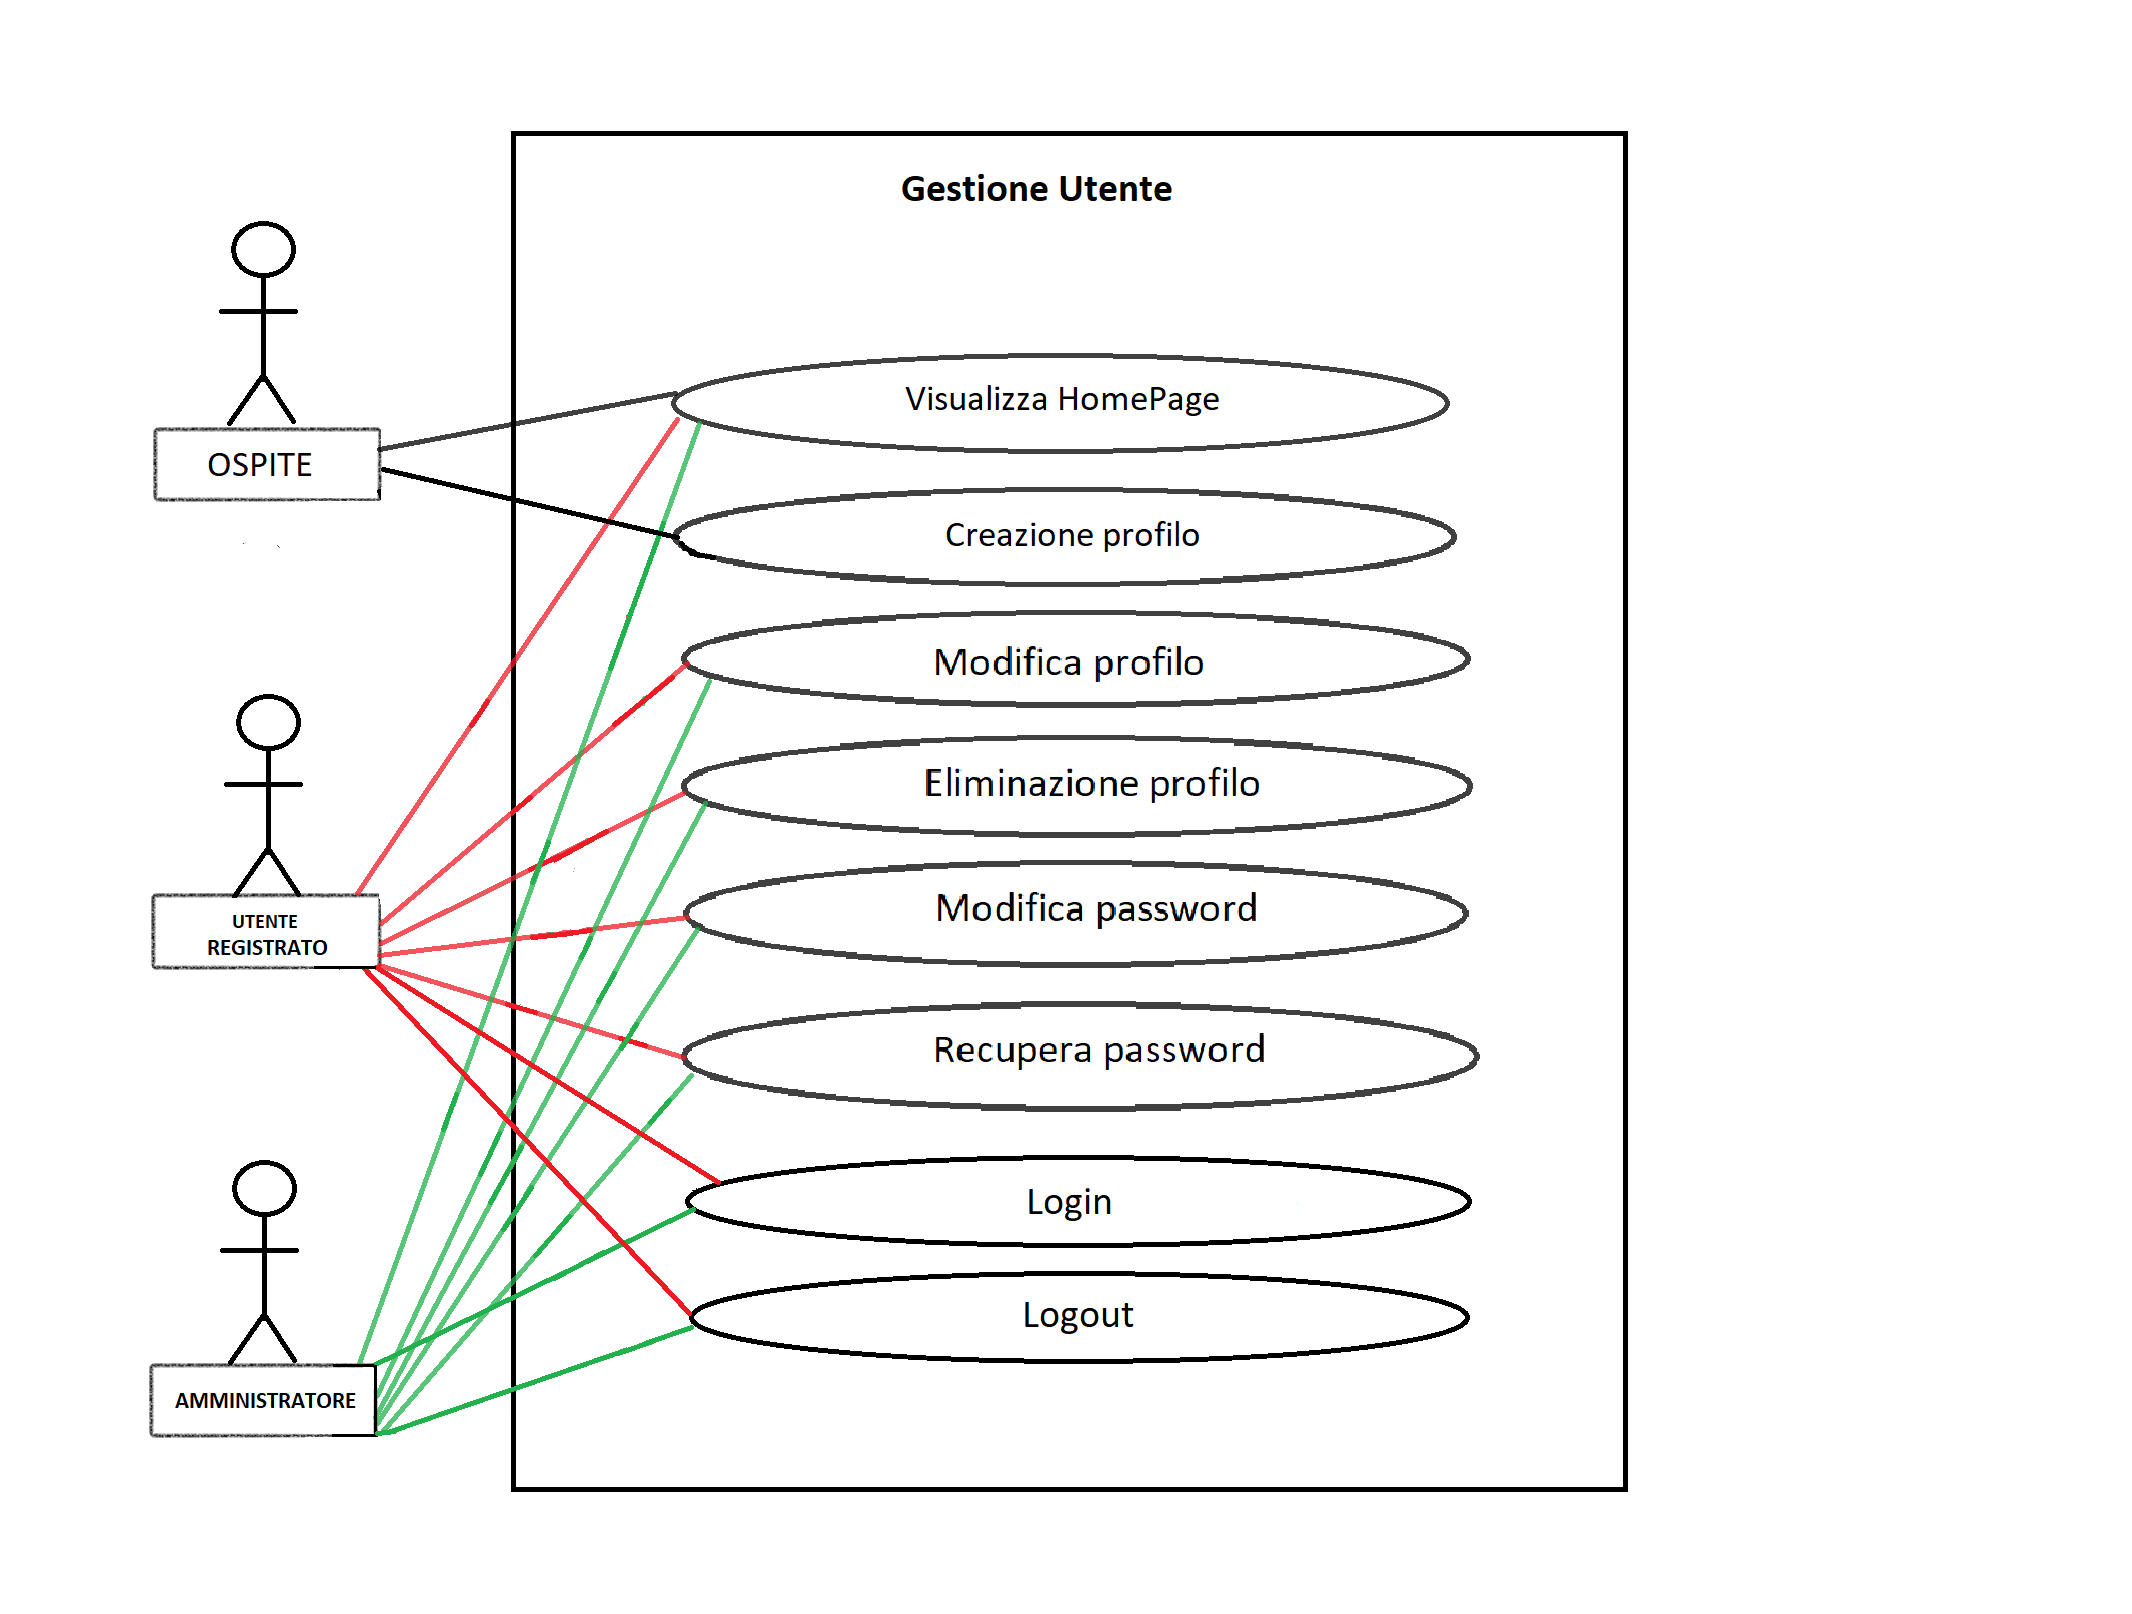 Gestione Utente
OSPITE
Visualizza HomePage
Creazione profilo
Modifica profilo
Eliminazione profilo
UTENTE
REGISTRATO
Modifica password
Recupera password
Login
Logout
AMMINISTRATORE